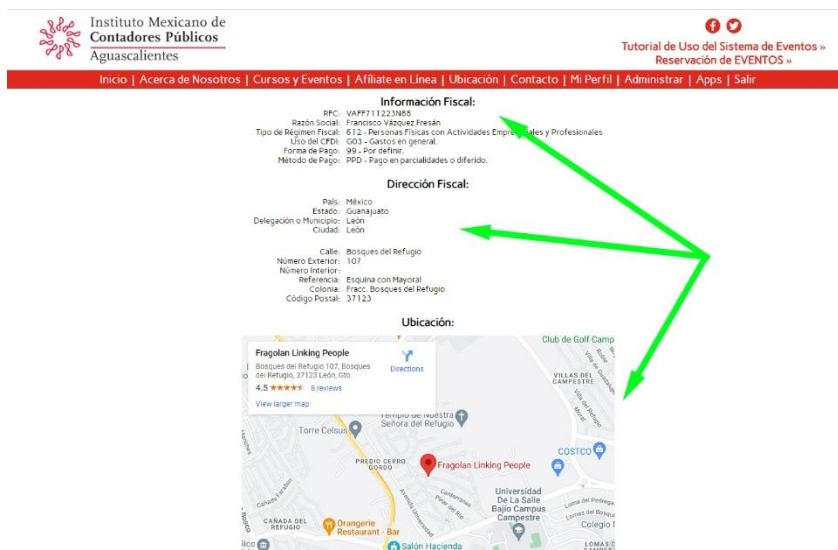 Instituto Mexicano de
Contadores Públicos
Aguascalientes
Tutorial de Uso del Sistema de Eventos »
Reservación de EVENTOS »
Inicio | Acerca de Nosotros | Cursos y Eventos | Afíliate en Línea | Ubicación | Contacto | Mi Perfil | Administrar | Apps | Salir
Información Fiscal:
RFC: VAFF711223N88
Razón Social: Francisco Vázquez Fresán
Tipo de Régimen Fiscal: 612 - Personas Físicas con Actividades Empresariales y Profesionales
Uso del CFDI: G03 - Gastos en general.
Forma de Pago: 99 - Por definir.
Método de Pago: PPD - Pago en parcialidades o diferido.
Dirección Fiscal:
País: México
Estado: Guanajuato
Delegación o Municipio: León
Ciudad: León
Calle: Bosques del Refugio
Número Exterior: 107
Número Interior:
Referencia: Esquina con Mayoral
Colonia: Fracc. Bosques del Refugio
Código Postal: 37123
Ubicación:
Fragolan Linking People
Bosques del Refugio 107, Bosques
del Refugio, 37123 León, Gto.
4.5 8 reviews
View larger map
Directions
Club de Golf Camp
VILLAS DEL
CAMPESTRE
Templo de Nuestra
Señora del Refugio
Torre Celsus
COSTCO
PREDIO CERRO
GORDO
Fragolan Linking People
Universidad
De La Salle
Bajío Campus
Campestre
Avenida Universidad
CAÑADA DEL
REFUGIO
Orangerie
Restaurant - Bar
Colegio
Salón Hacienda
LOMAS